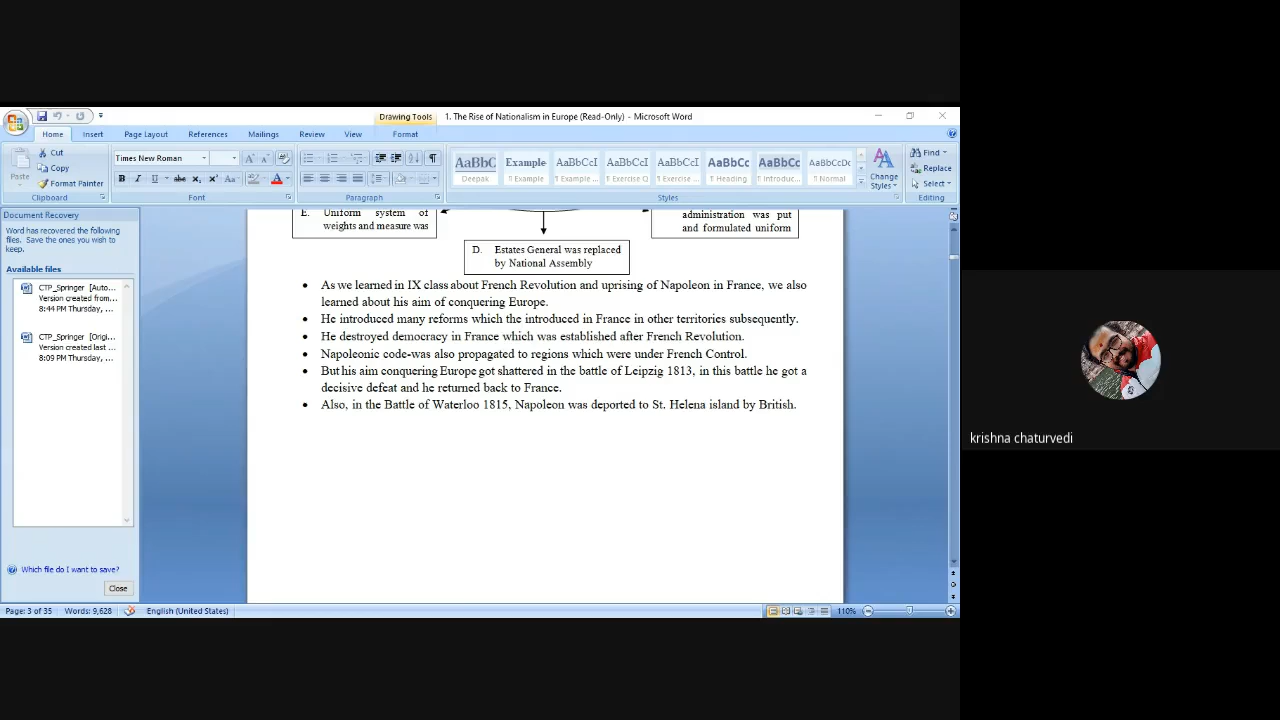 Drawing Tools
1. The Rise of Nationalism in Europe (Read-Only) - Microsoft Word
Home Insert Page Layout References Mailings Review View Format
Paste
Cut
Copy
Format Painter
Clipboard
Times New Roman
Font
Paragraph
AaBbC Example AaBbCcI AaBbCcI AaBbCcI AaBbCc AaBbCc AaBbCcDc
Deepak ¶ Example ¶ Example ... ¶ Exercise Q ¶ Exercise ... ¶ Heading ¶ Introduc... ¶ Normal
Styles
Change
Styles
Find
Replace
Select
Editing
Document Recovery
Word has recovered the following
files. Save the ones you wish to
keep.
Available files
CTP_Springer [Auto...
Version created from...
8:44 PM Thursday, ...
CTP_Springer [Origi...
Version created last ...
8:09 PM Thursday, ...
Which file do I want to save?
Close
E. Uniform system of
weights and measure was
administration was put
and formulated uniform
D. Estates General was replaced
by National Assembly
• As we learned in IX class about French Revolution and uprising of Napoleon in France, we also
learned about his aim of conquering Europe.
• He introduced many reforms which the introduced in France in other territories subsequently.
• He destroyed democracy in France which was established after French Revolution.
• Napoleonic code-was also propagated to regions which were under French Control.
• But his aim conquering Europe got shattered in the battle of Leipzig 1813, in this battle he got a
decisive defeat and he returned back to France.
• Also, in the Battle of Waterloo 1815, Napoleon was deported to St. Helena island by British.
Page: 3 of 35 Words: 9,628 English (United States) 110%
krishna chaturvedi